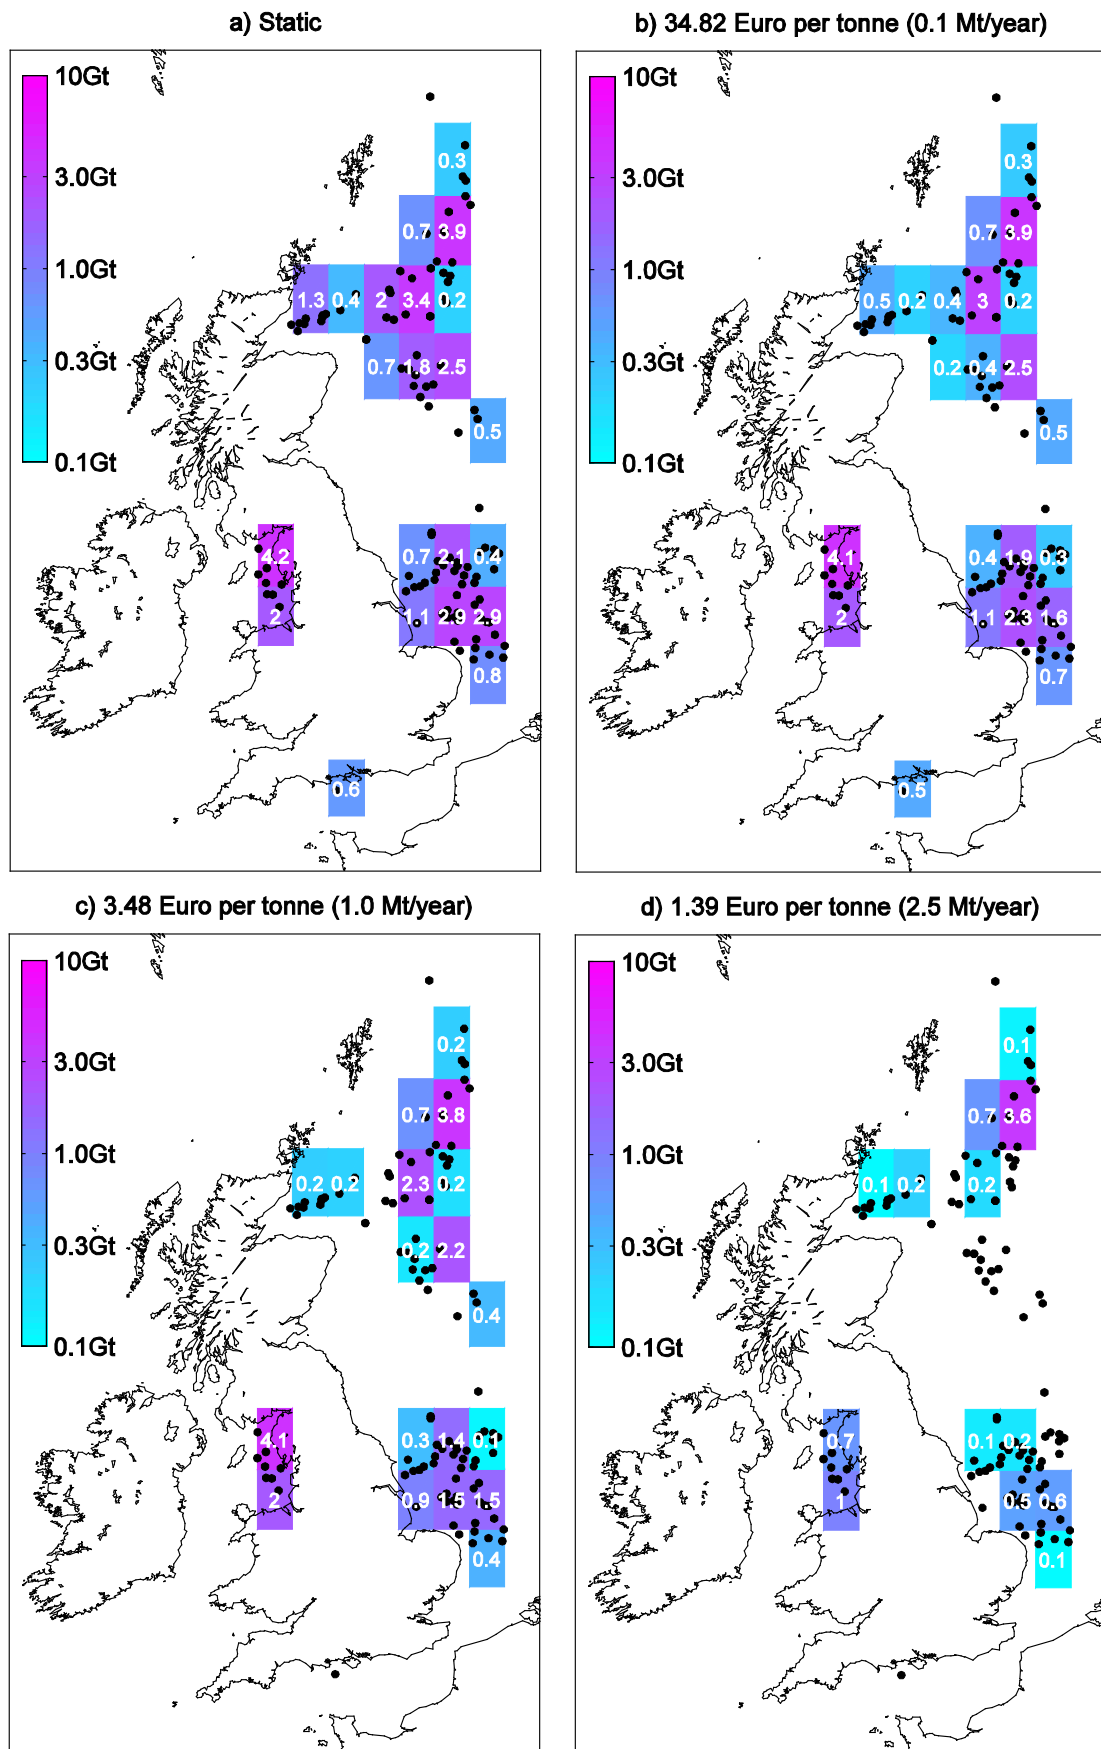 a) Static
10Gt
3.0Gt
1.0Gt
0.3Gt
0.1Gt
0.3
0.7 3.9
1.3 0.4 2 3.4 0.2
0.7 1.8 2.5
0.5
4.2
2
0.7 2.1 0.4
1.1 2.9 2.9
0.8
0.6
b) 34.82 Euro per tonne (0.1 Mt/year)
10Gt
3.0Gt
1.0Gt
0.3Gt
0.1Gt
0.3
0.7 3.9
0.5 0.2 0.4 3 0.2
0.2 0.4 2.5
0.5
4.1
2
0.4 1.9 0.3
1.1 2.3 1.6
0.7
0.5
c) 3.48 Euro per tonne (1.0 Mt/year)
10Gt
3.0Gt
1.0Gt
0.3Gt
0.1Gt
0.2
0.7 3.8
0.2 0.2 2.3 0.2
0.2 2.2
0.4
4.1
2
0.3 1.4 0.1
0.9 1.5 1.5
0.4
d) 1.39 Euro per tonne (2.5 Mt/year)
10Gt
3.0Gt
1.0Gt
0.3Gt
0.1Gt
0.1
0.7 3.6
0.1 0.2 0.2
0.7
1
0.1 0.2
0.5 0.6
0.1